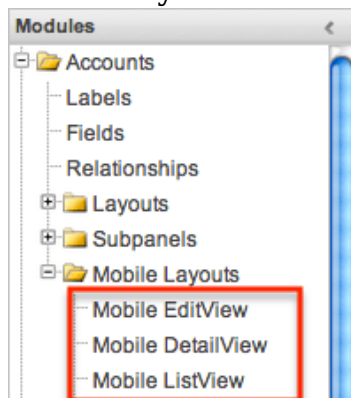 Modules
Accounts
Labels
Fields
Relationships
Layouts
Subpanels
Mobile Layouts
Mobile EditView
Mobile DetailView
Mobile ListView